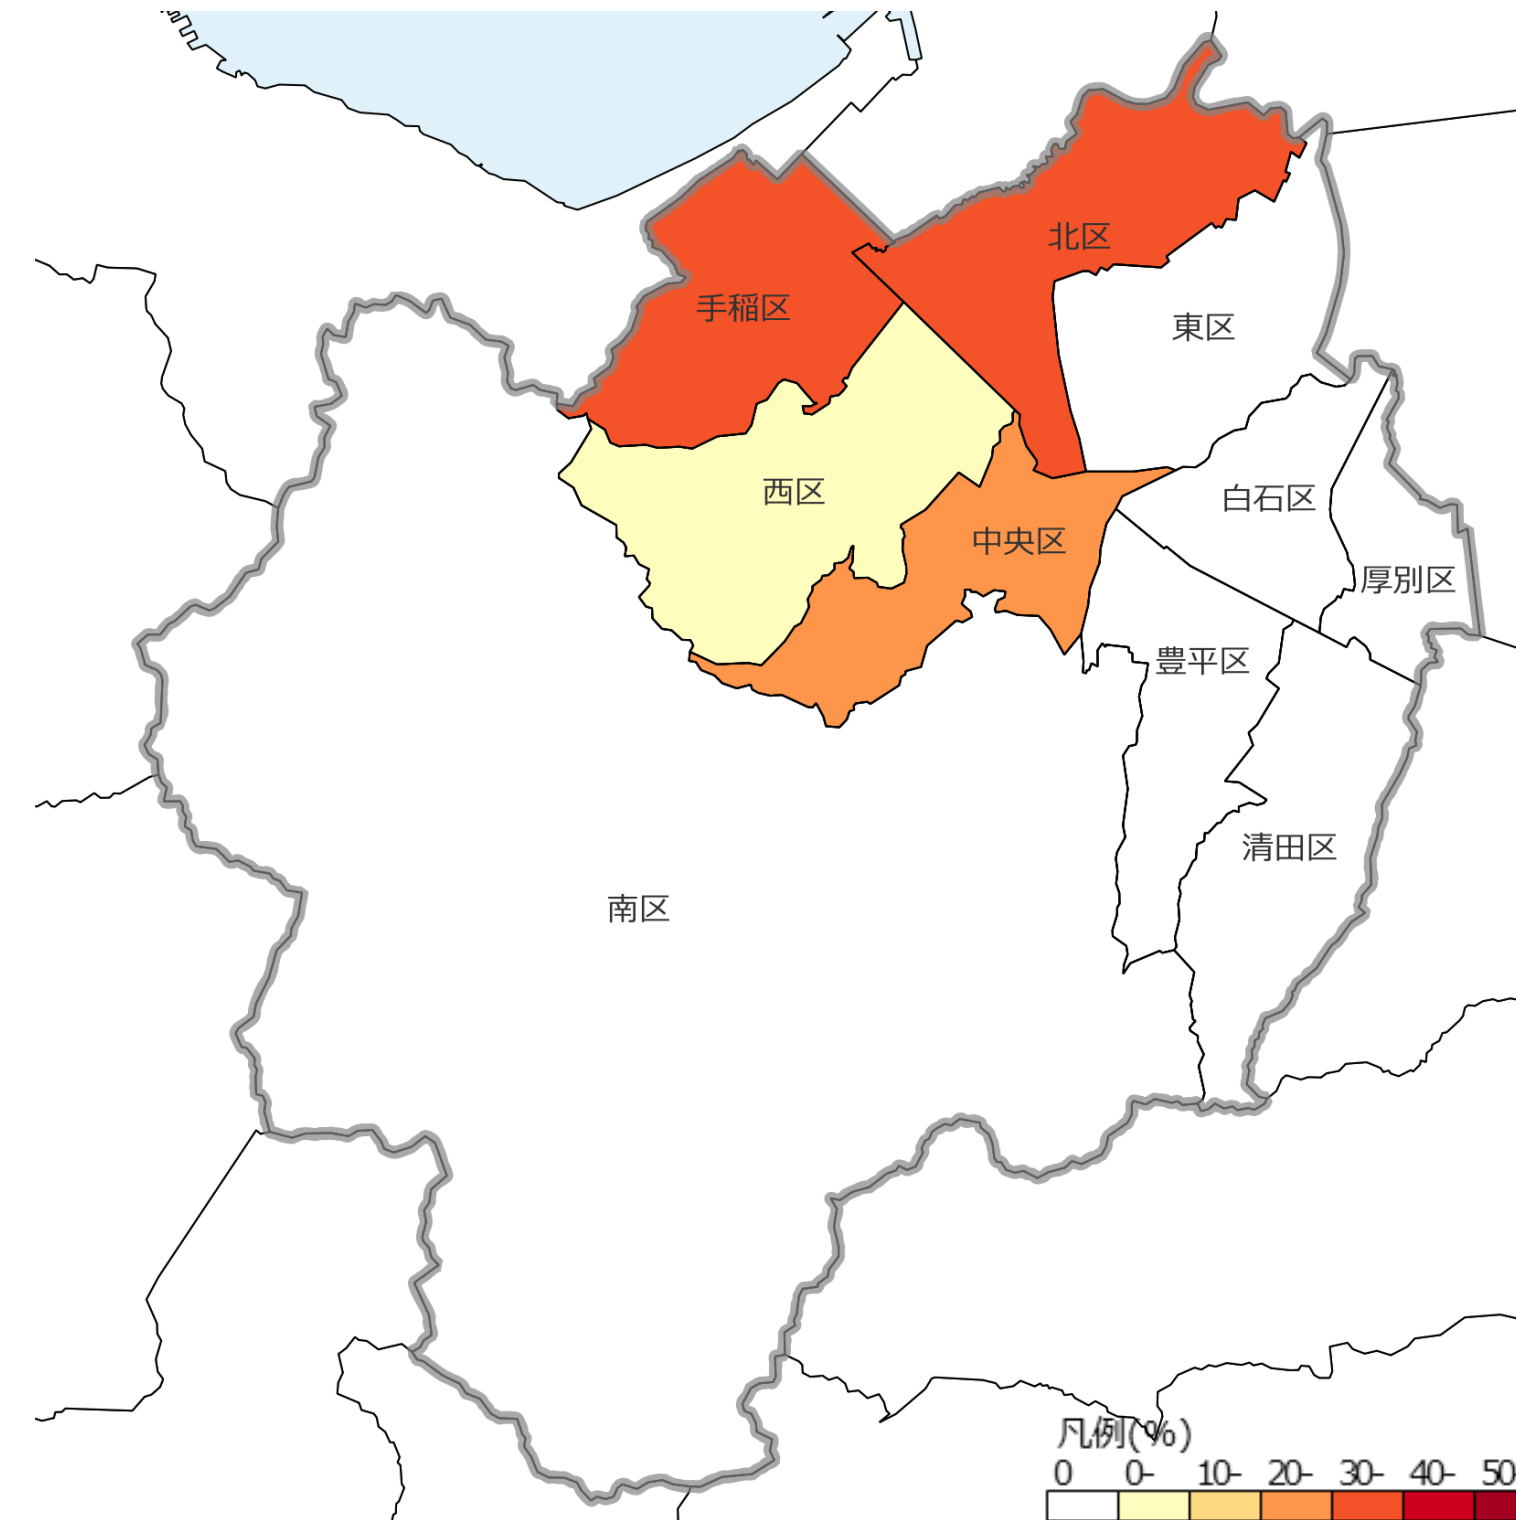 北区
手稲区
東区
西区
白石区
中央区
厚別区
豊平区
清田区
南区
凡例(%)
0 0- 10- 20- 30- 40- 50-